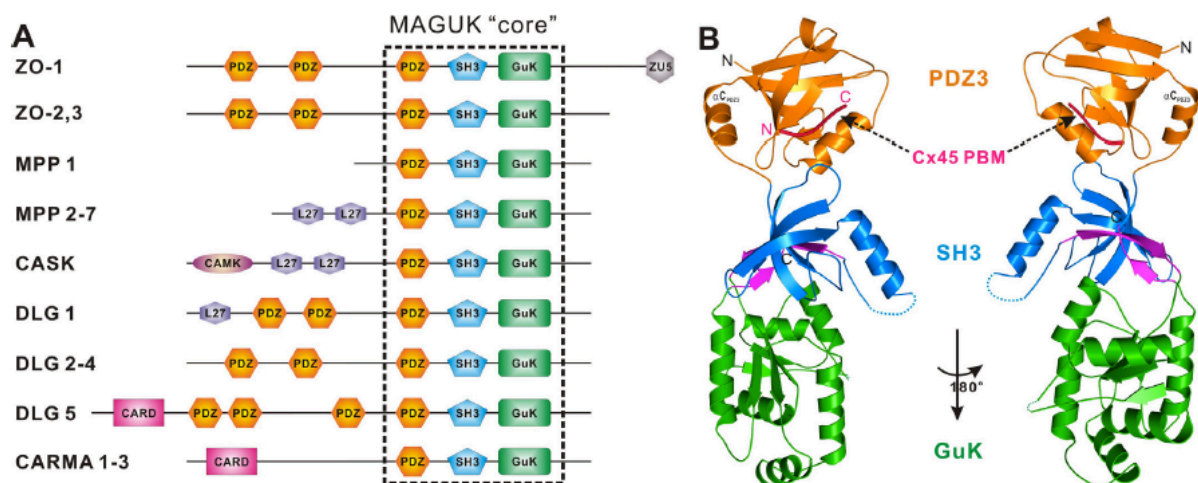 A
MAGUK “core”
ZO-1
PDZ PDZ PDZ SH3 GuK ZU5
ZO-2,3
PDZ PDZ PDZ SH3 GuK
MPP 1
PDZ SH3 GuK
MPP 2-7
L27 L27 PDZ SH3 GuK
CASK
CAMK L27 L27 PDZ SH3 GuK
DLG 1
L27 PDZ PDZ PDZ SH3 GuK
DLG 2-4
PDZ PDZ PDZ SH3 GuK
DLG 5
CARD PDZ PDZ PDZ PDZ SH3 GuK
CARMA 1-3
CARD PDZ SH3 GuK
B
N
N
PDZ3
αC PDZ3
αC PDZ3
C
N
Cx45 PBM
C
C
SH3
180°
GuK